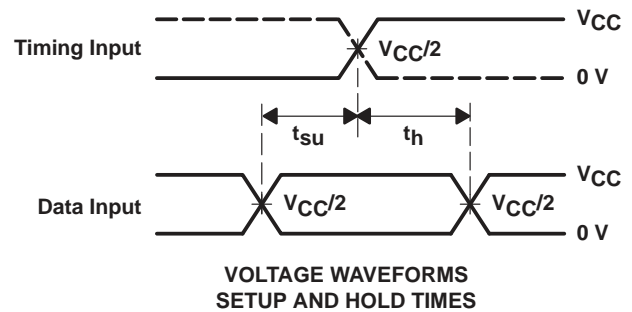 VCC
Timing Input
VCC/2
0 V
tsu
th
VCC
Data Input
VCC/2
VCC/2
0 V
VOLTAGE WAVEFORMS
SETUP AND HOLD TIMES